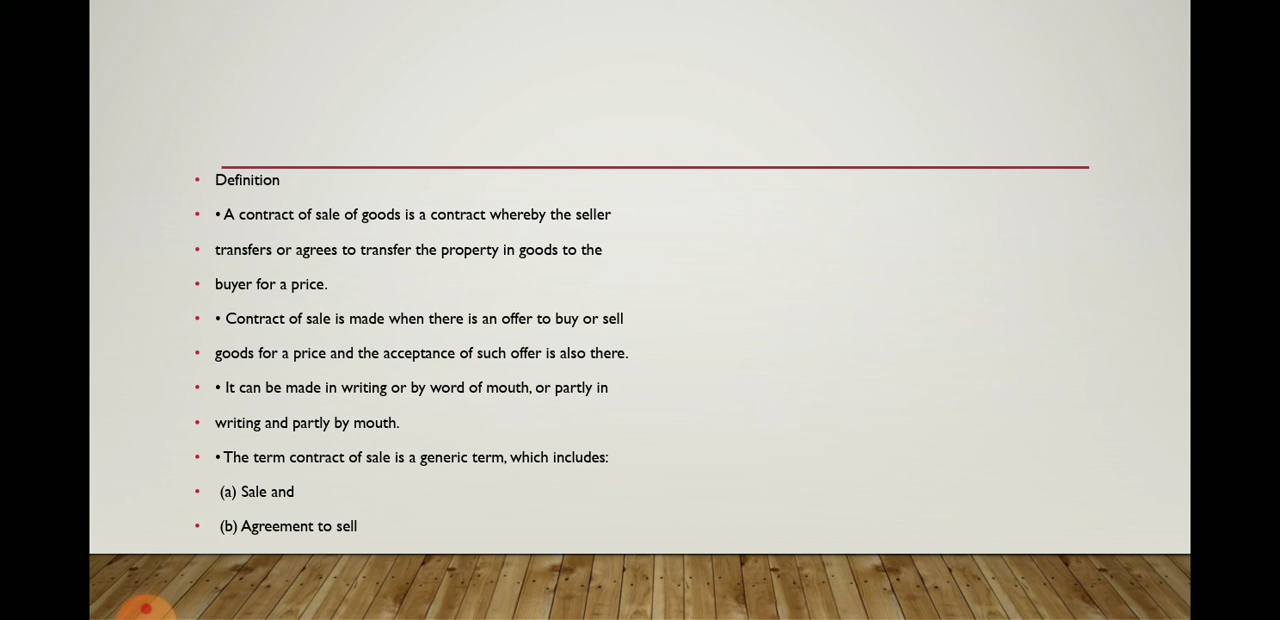 • Definition
• • A contract of sale of goods is a contract whereby the seller
• transfers or agrees to transfer the property in goods to the
• buyer for a price.
• • Contract of sale is made when there is an offer to buy or sell
• goods for a price and the acceptance of such offer is also there.
• • It can be made in writing or by word of mouth, or partly in
• writing and partly by mouth.
• • The term contract of sale is a generic term, which includes:
• (a) Sale and
• (b) Agreement to sell